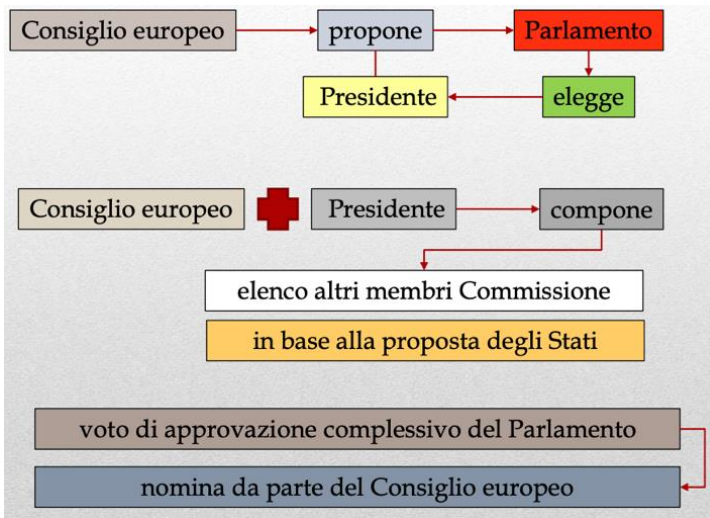 Consiglio europeo
propone
Parlamento
Presidente
elegge
Consiglio europeo
Presidente
compone
elenco altri membri Commissione
in base alla proposta degli Stati
voto di approvazione complessivo del Parlamento
nomina da parte del Consiglio europeo